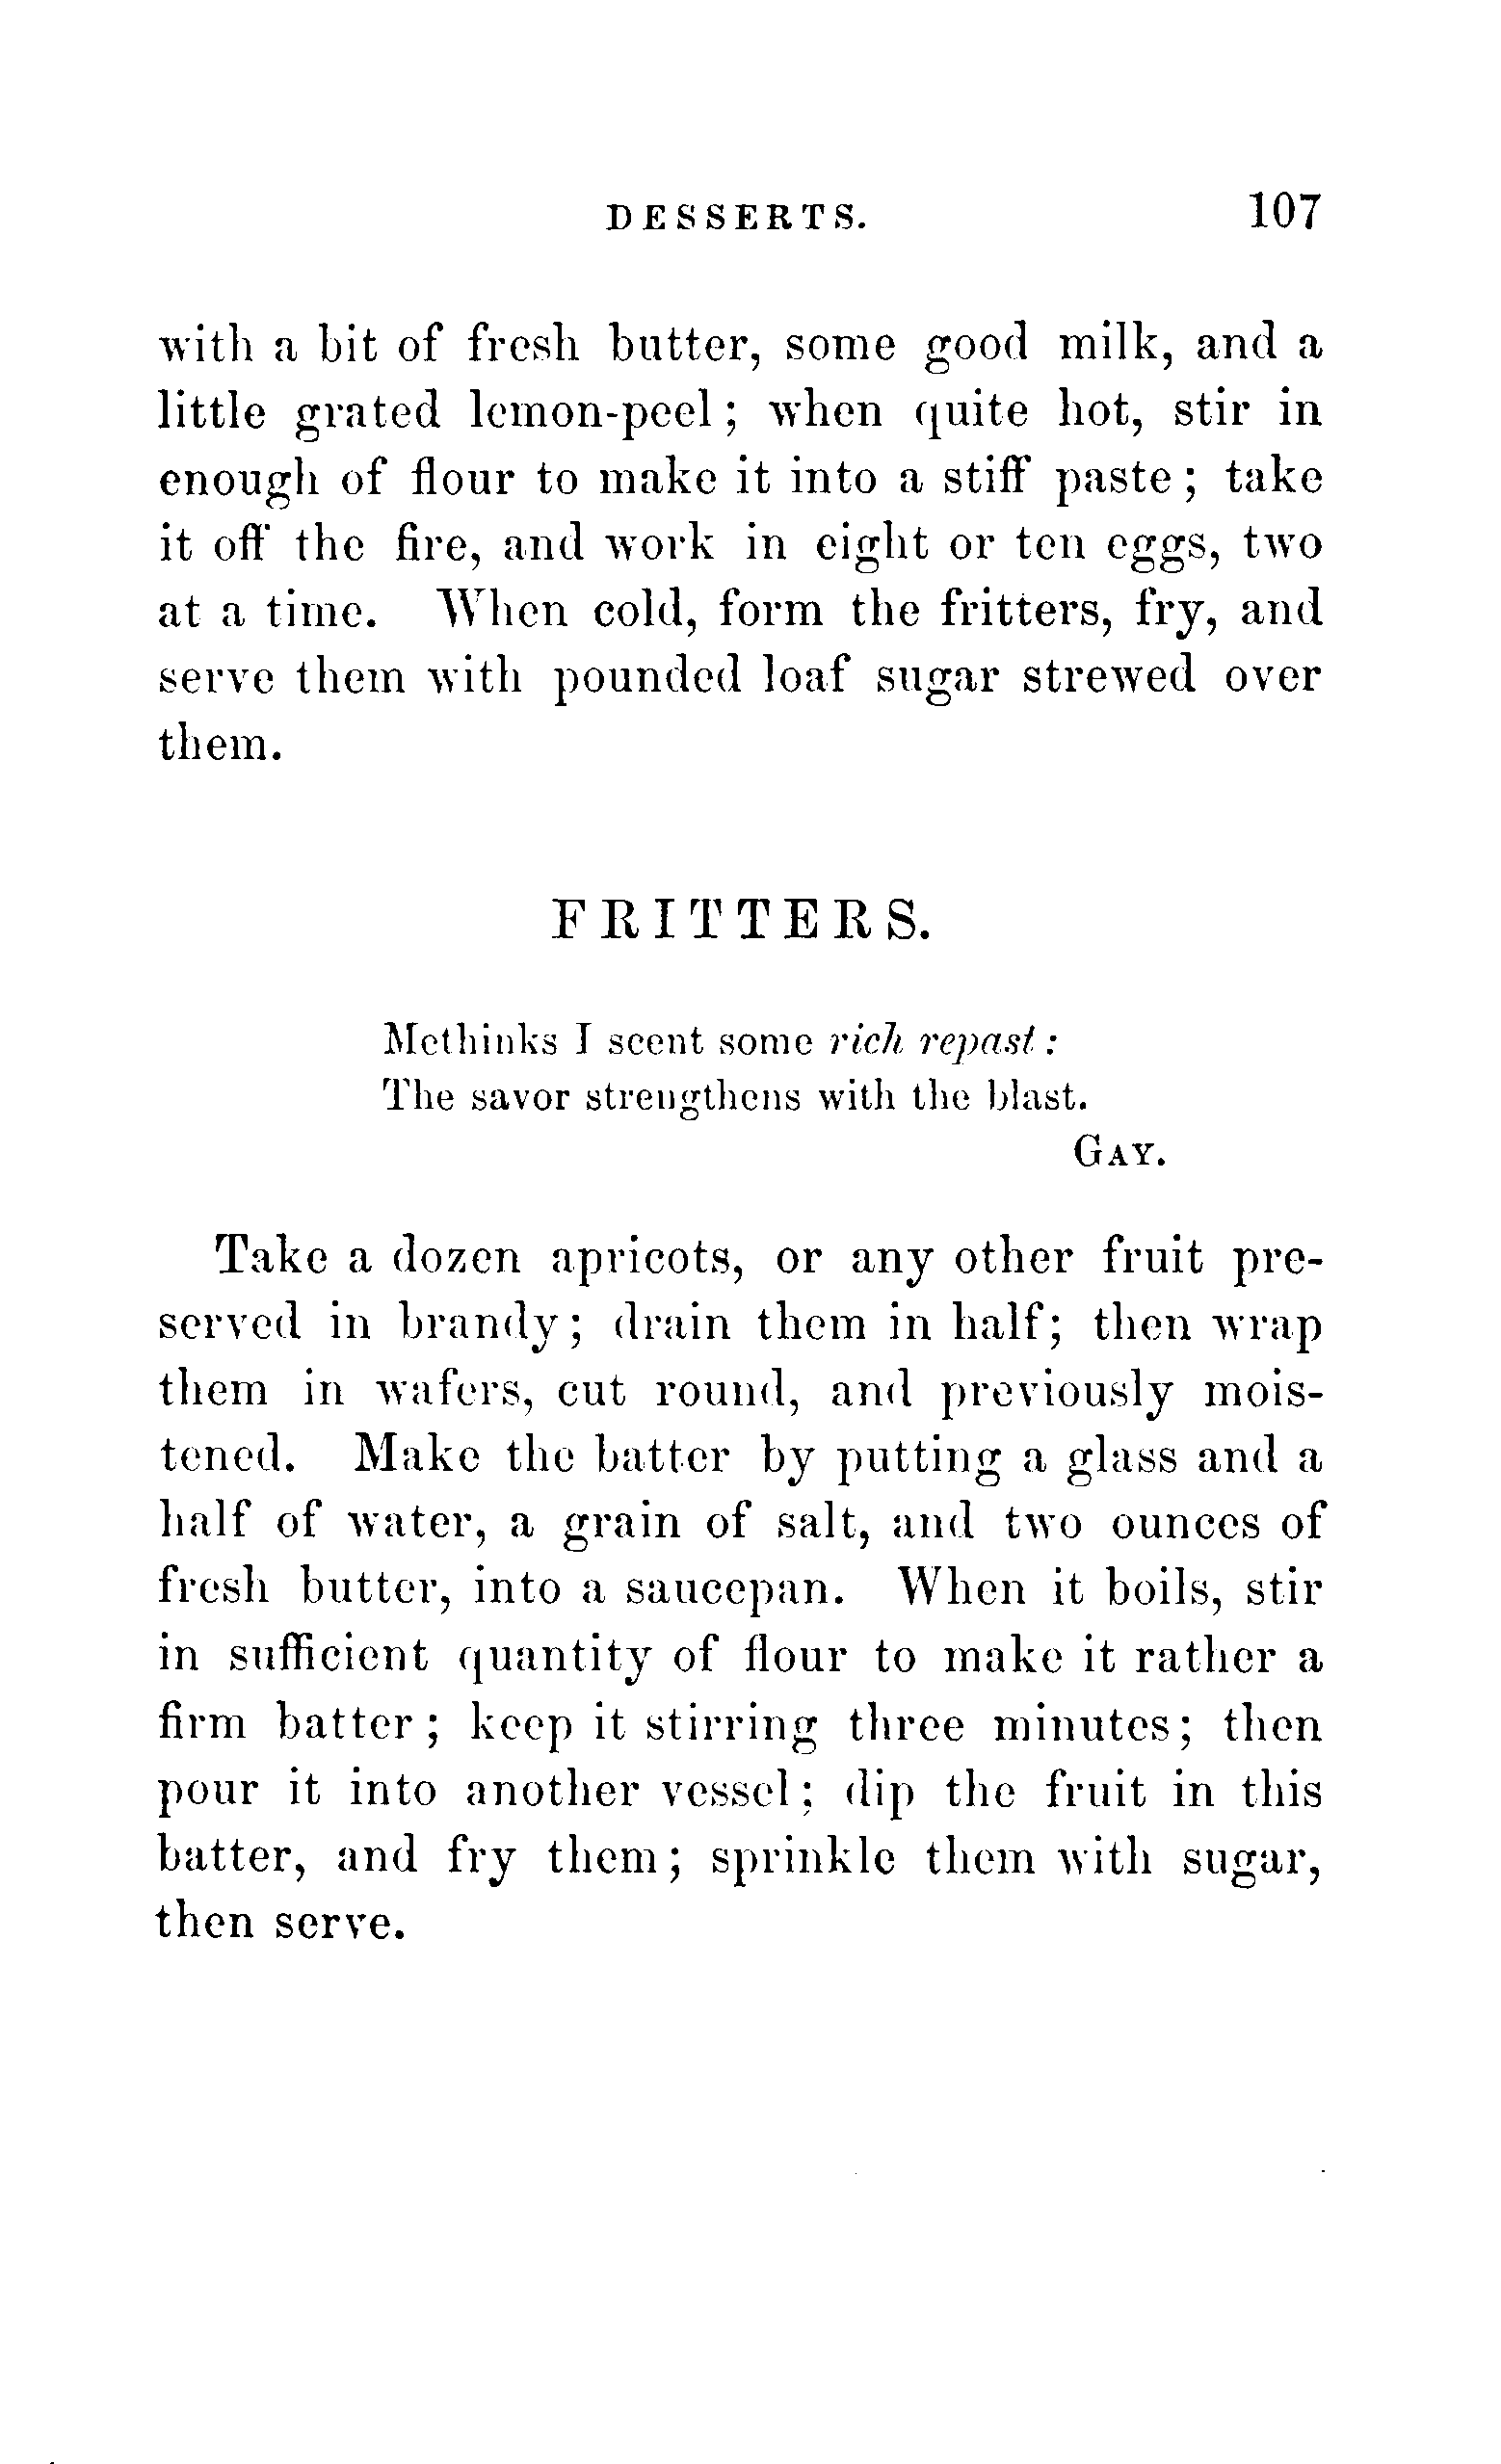 DESSERTS. 107
with a bit of fresh butter, some good milk, and a
little grated lemon-peel; when quite hot, stir in
enough of flour to make it into a stiff paste; take
it off the fire, and work in eight or ten eggs, two
at a time. When cold, form the fritters, fry, and
serve them with pounded loaf sugar strewed over
them.
FRITTERS.
Methinks I scent some rich repast:
The savor strengthens with the blast.
GAY.
Take a dozen apricots, or any other fruit pre-
served in brandy; drain them in half; then wrap
them in wafers, cut round, and previously mois-
tened. Make the batter by putting a glass and a
half of water, a grain of salt, and two ounces of
fresh butter, into a saucepan. When it boils, stir
in sufficient quantity of flour to make it rather a
firm batter; keep it stirring three minutes; then
pour it into another vessel; dip the fruit in this
batter, and fry them; sprinkle them with sugar,
then serve.